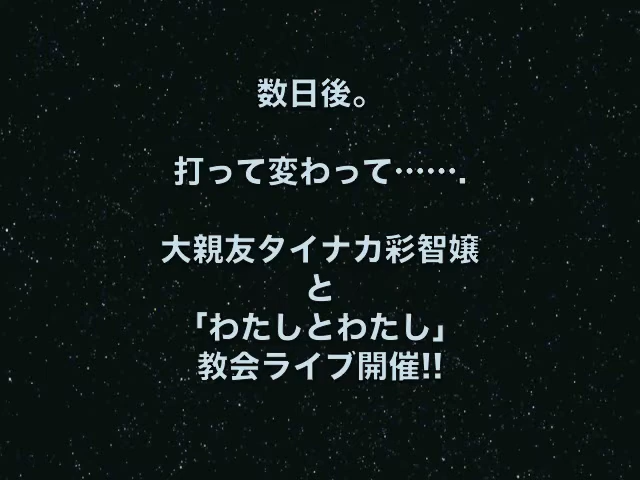 数日後。
打って変わって…….
大親友タイナカ彩智嬢
と
「わたしとわたし」
教会ライブ開催!!